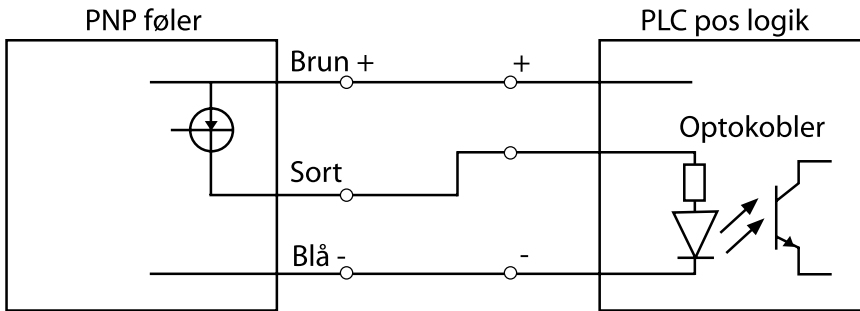 PNP føler
PLC pos logik
Brun +
+
Optokobler
Sort
Blå -
-